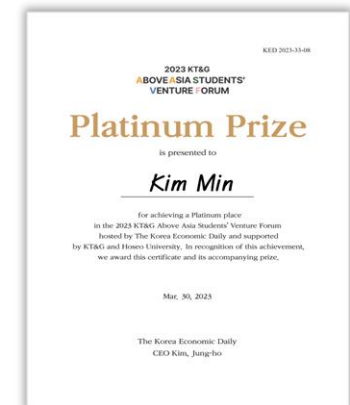 KED 2023-33-08
2023 KT&G
ABOVE ASIA STUDENTS'
VENTURE FORUM
Platinum Prize
is presented to
Kim Min
for achieving a Platinum place
in the 2023 KT&G Above Asia Students' Venture Forum
hosted by The Korea Economic Daily and supported
by KT&G and Hoseo University. In recognition of this achievement,
we award this certificate and its accompanying prize.
Mar, 30, 2023
The Korea Economic Daily
CEO Kim, Jung-ho